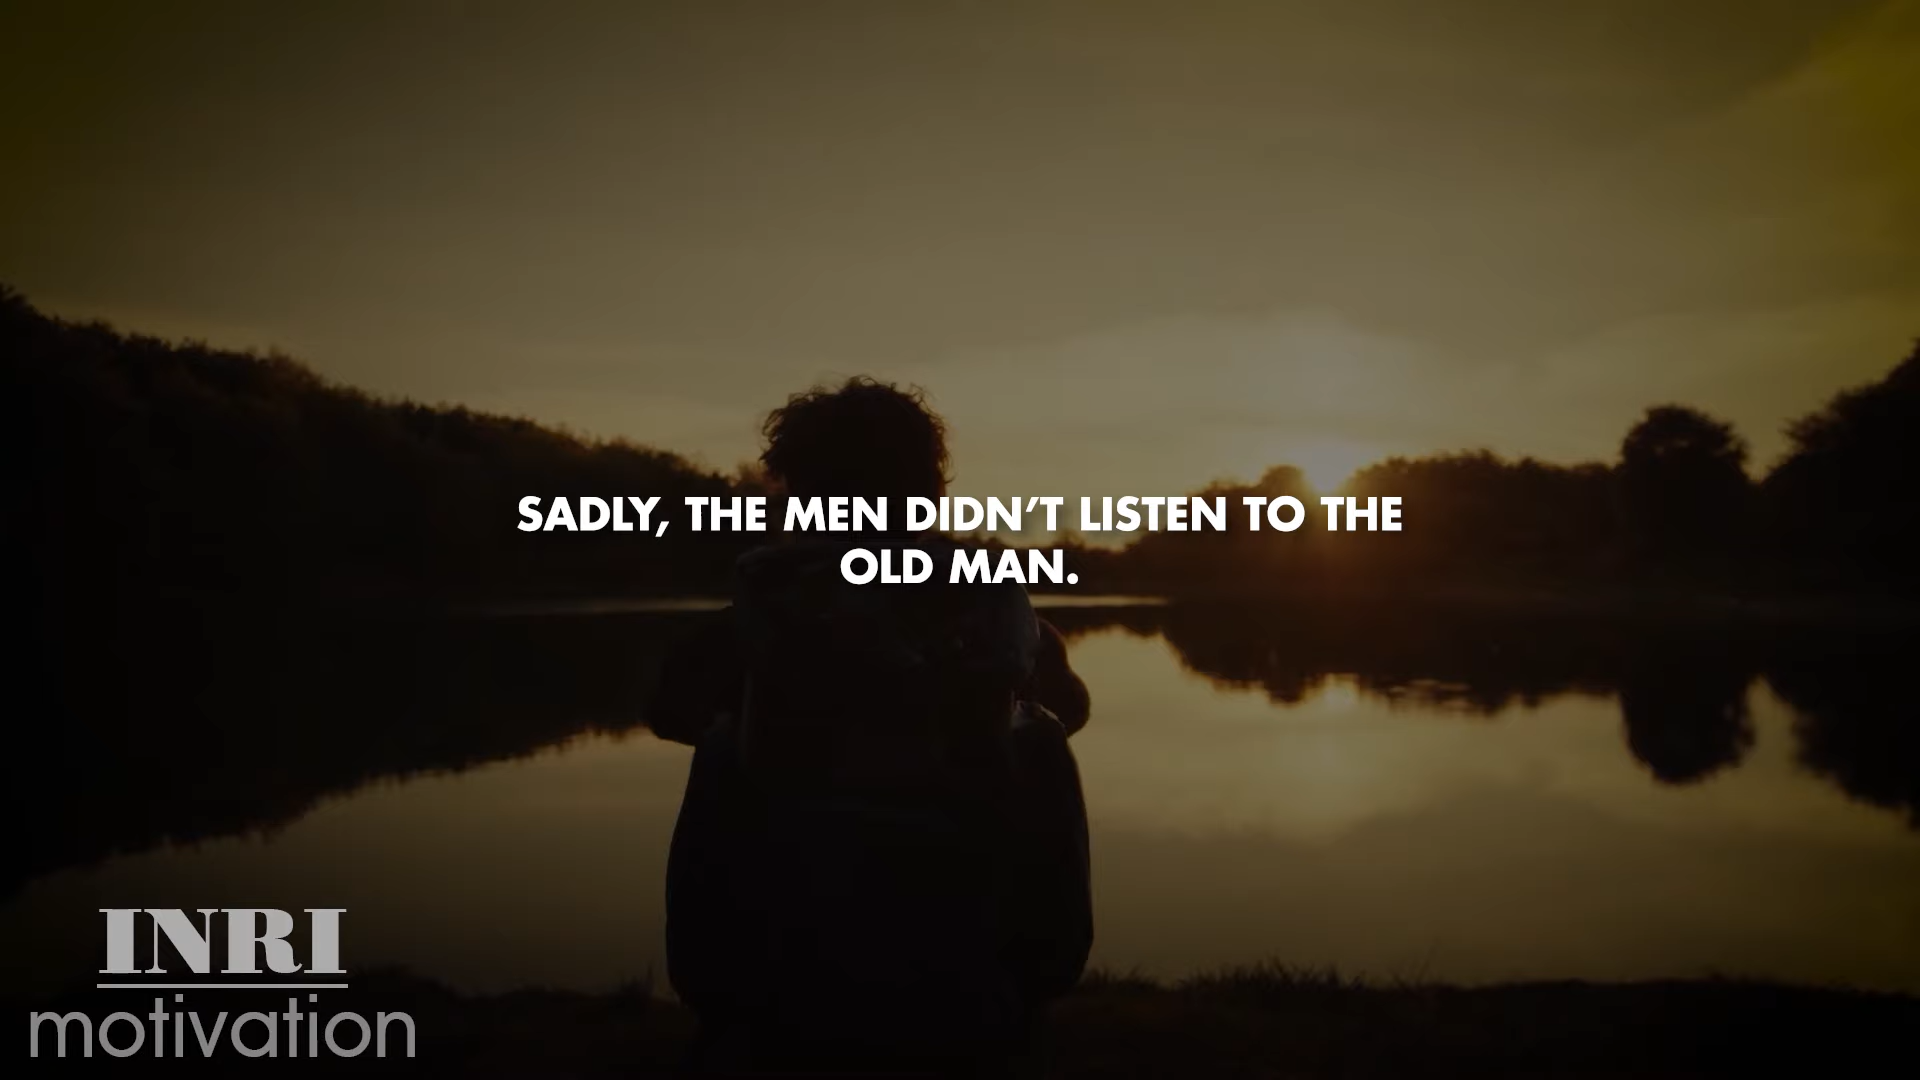 SADLY, THE MEN DIDN’T LISTEN TO THE
OLD MAN.
INRI
motivation